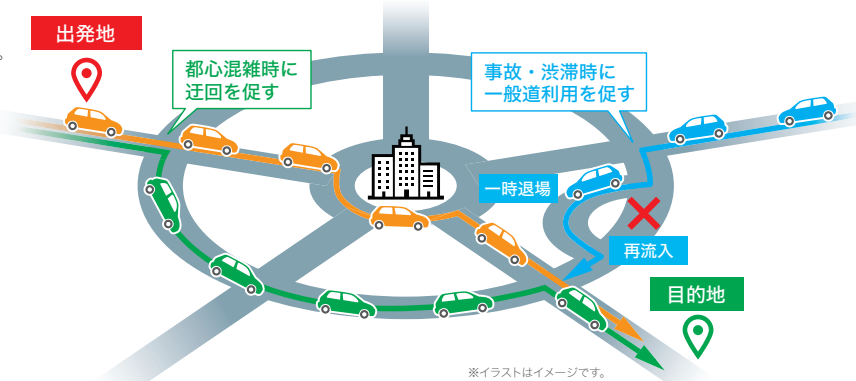 出発地
都心混雑時に
迂回を促す
事故・渋滞時に
一般道利用を促す
一時退場
再流入
目的地
※イラストはイメージです。
。